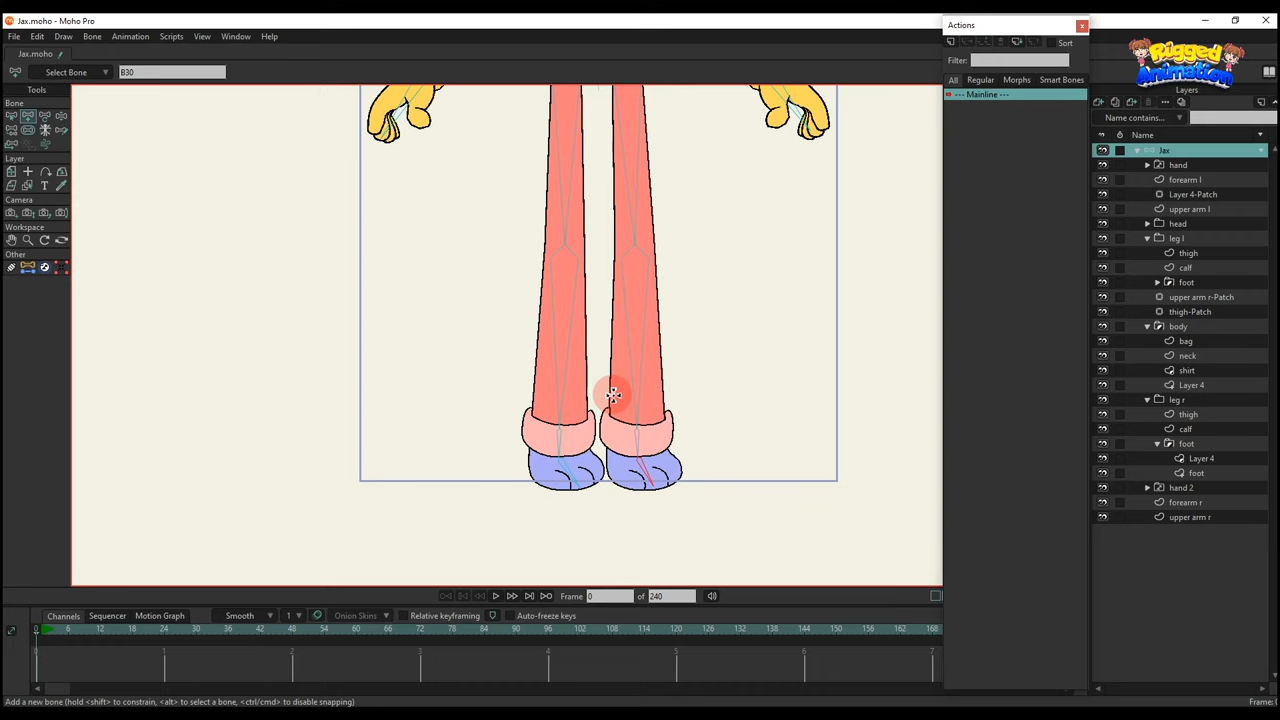 Jax.moho - Moho Pro
File Edit Draw Bone Animation Scripts View Window Help
Jax.moho
Select Bone B30
Tools
Bone
Layer
Camera
Workspace
Other
Actions
Sort
Filter:
All Regular Morphs Smart Bones
--- Mainline ---
Rigged
Animation
Layers
Name contains...
Name
Jax
hand
forearm l
Layer 4-Patch
upper arm l
head
leg l
thigh
calf
foot
upper arm r-Patch
thigh-Patch
body
bag
neck
shirt
Layer 4
leg r
thigh
calf
foot
Layer 4
foot
hand 2
forearm r
upper arm r
Frame 0 of 240
Channels Sequencer Motion Graph Smooth 1 Onion Skins Relative keyframing Auto-freeze keys
0 6 12 18 24 30 36 42 48 54 60 66 72 78 84 90 96 102 108 114 120 126 132 138 144 150 156 162 168
0 1 2 3 4 5 6 7
Add a new bone (hold <shift> to constrain, <alt> to select a bone, <ctrl/cmd> to disable snapping)
Frame: